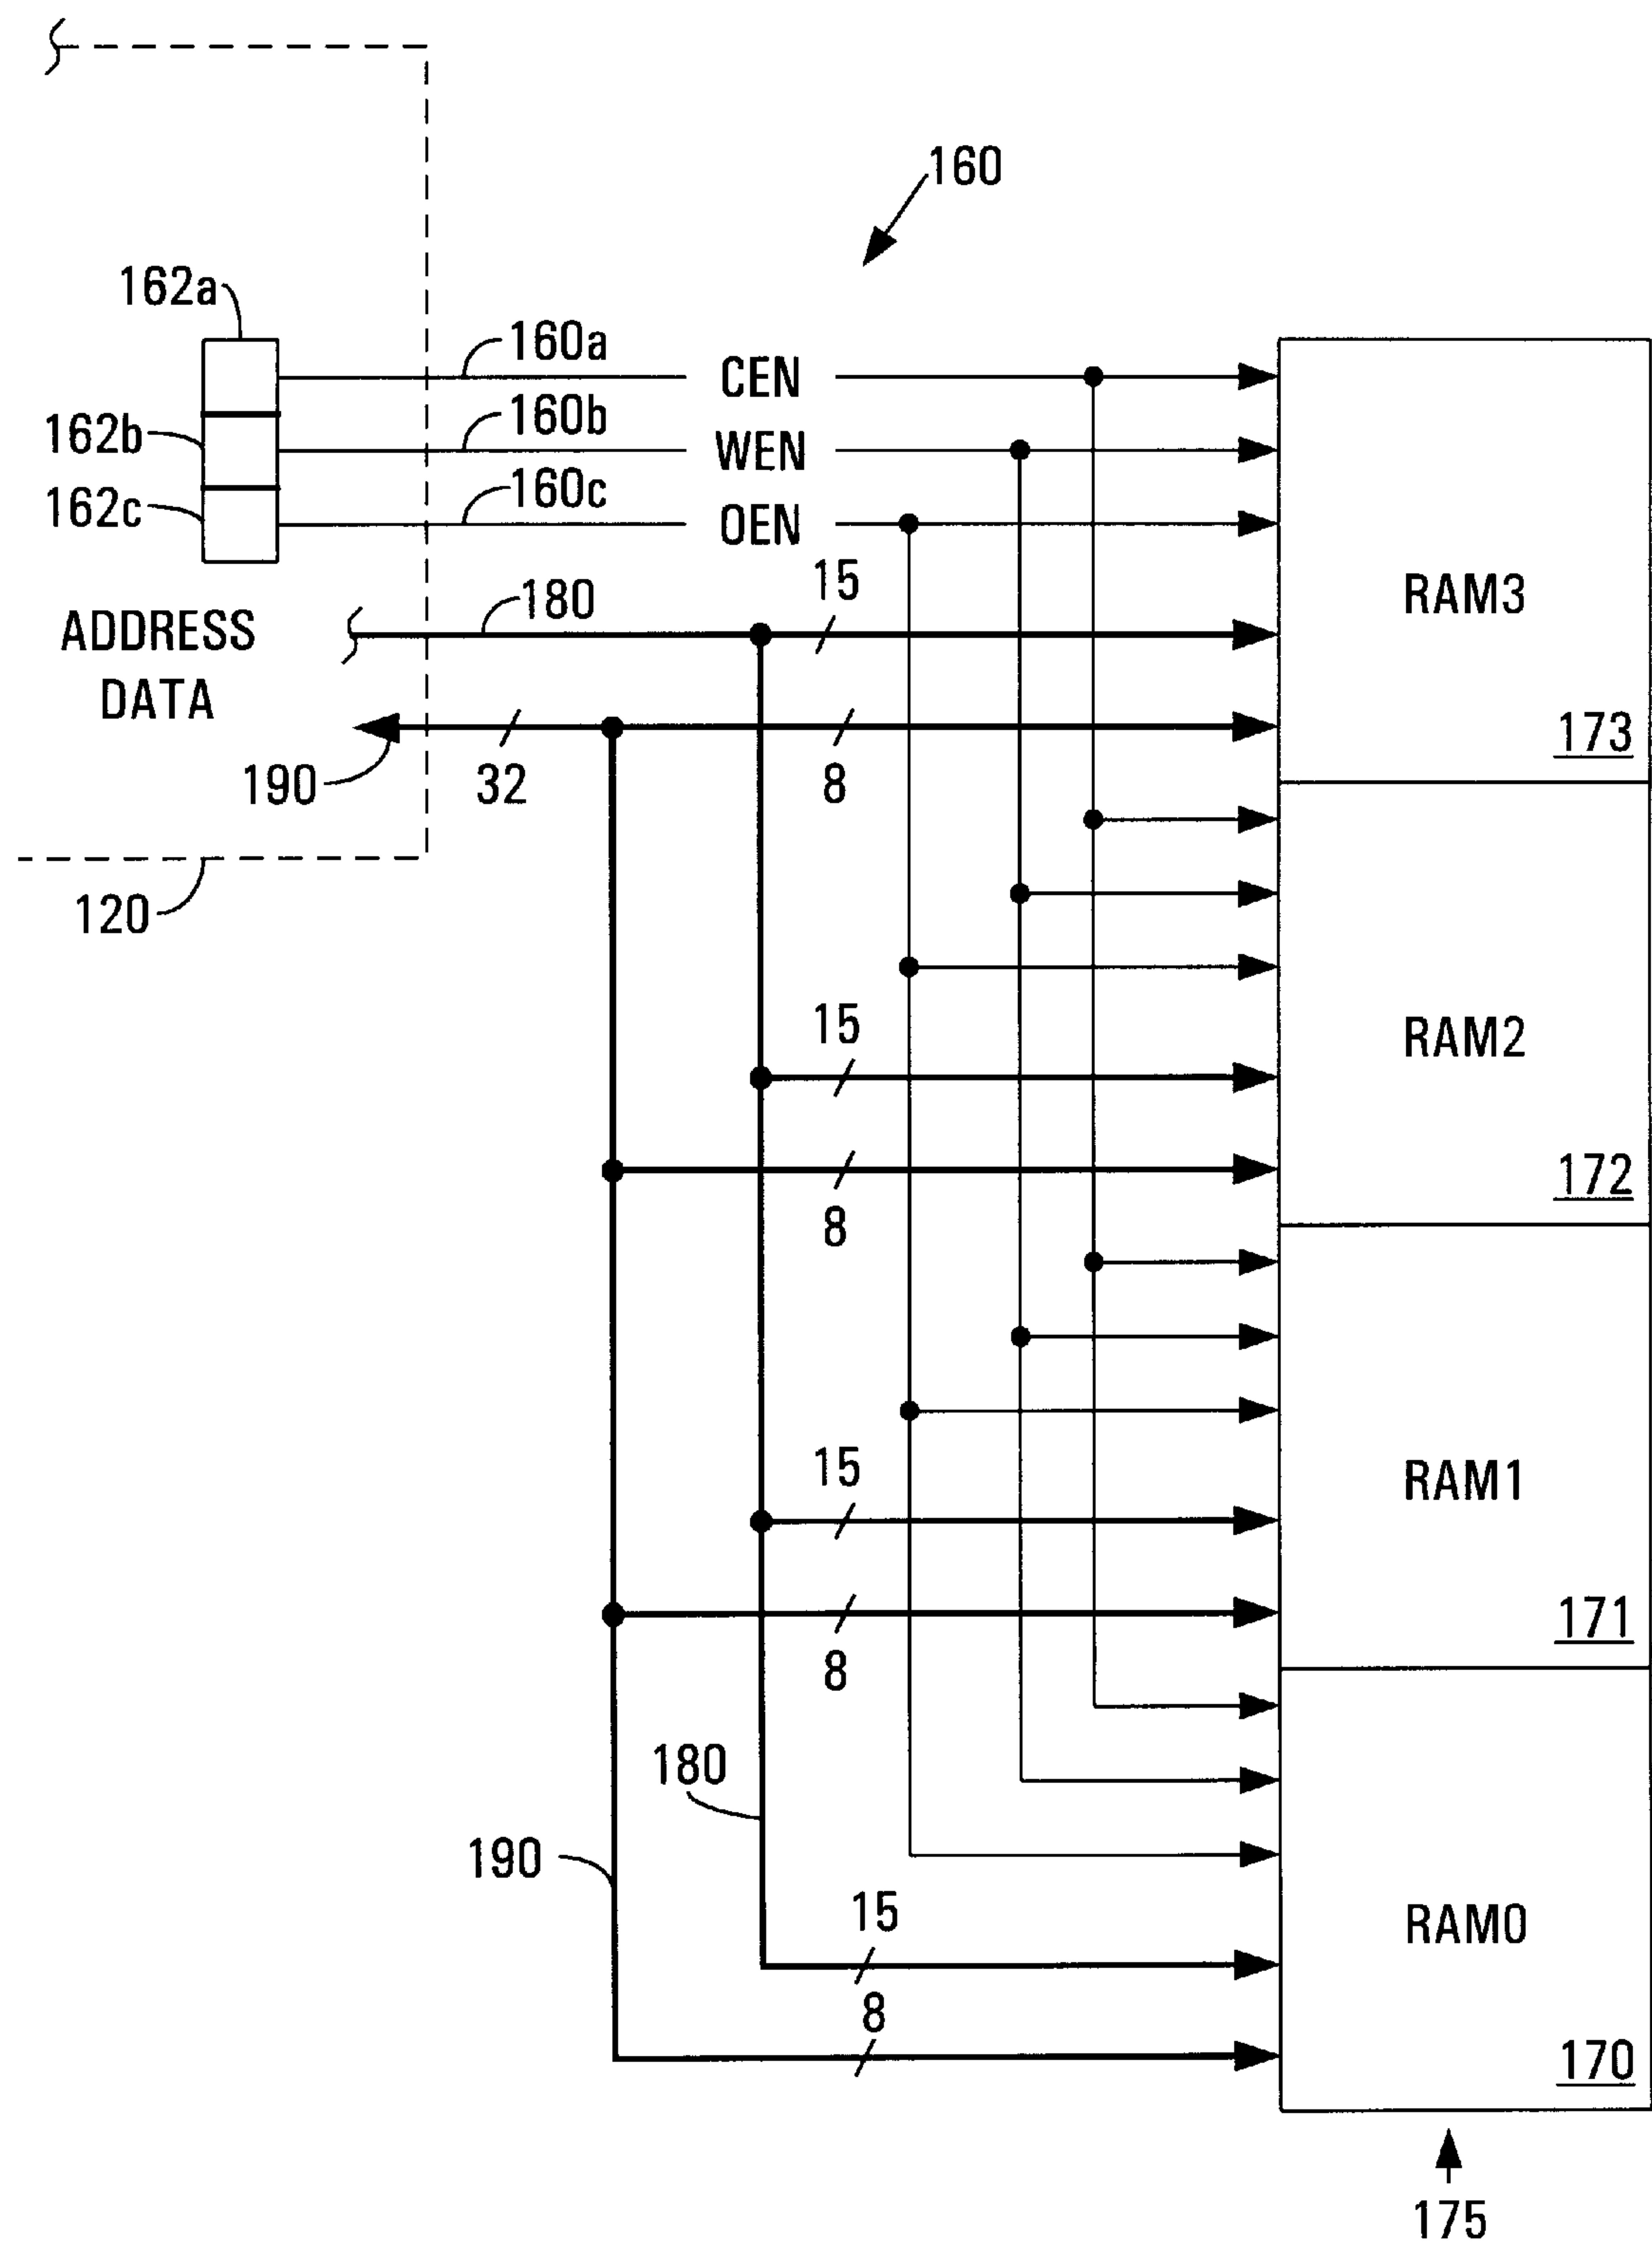 160
162a
160a
CEN
162b
160b
WEN
162c
160c
OEN
15
180
ADDRESS
RAM3
DATA
173
190
32
8
120
15
RAM2
172
8
15
RAM1
171
8
180
190
15
RAM0
8
170
175